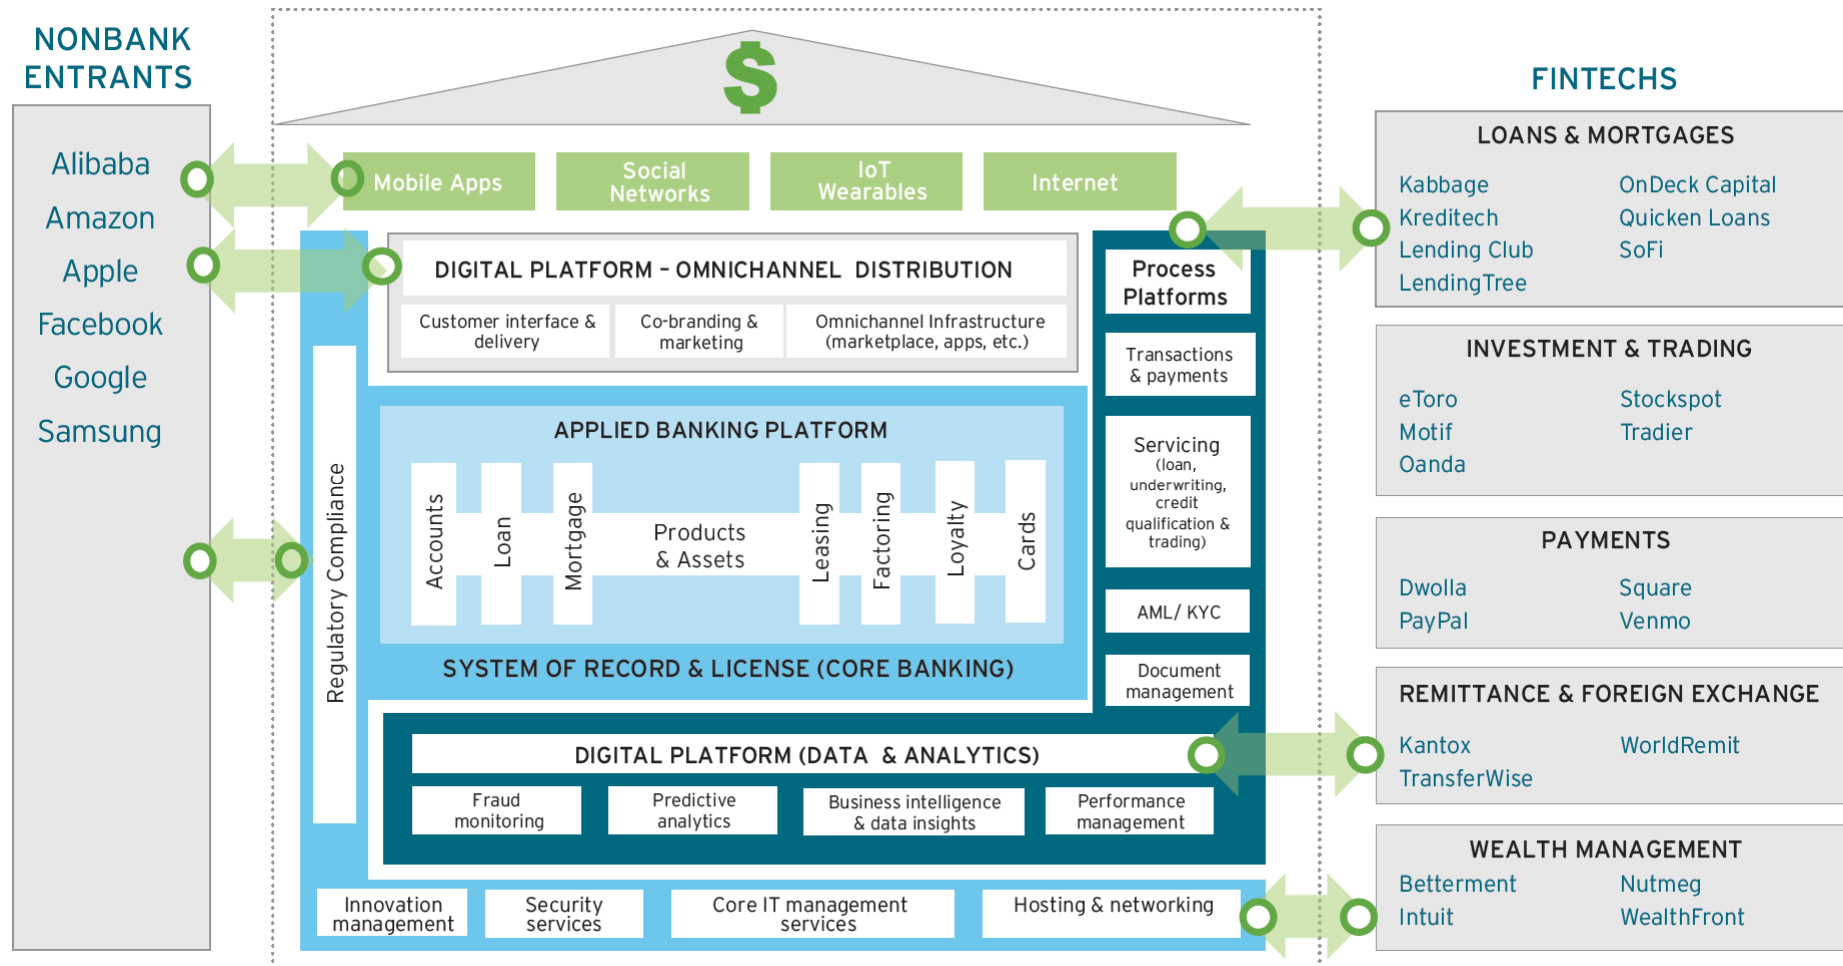 NONBANK
ENTRANTS
Alibaba
Amazon
Apple
Facebook
Google
Samsung
$
Mobile Apps
Social
Networks
IoT
Wearables
Internet
DIGITAL PLATFORM – OMNICHANNEL DISTRIBUTION
Customer interface &
delivery
Co-branding &
marketing
Omnichannel Infrastructure
(marketplace, apps, etc.)
Regulatory Compliance
APPLIED BANKING PLATFORM
Accounts
Loan
Mortgage
Products
& Assets
Leasing
Factoring
Loyalty
Cards
SYSTEM OF RECORD & LICENSE (CORE BANKING)
Process
Platforms
Transactions
& payments
Servicing
(loan,
underwriting,
credit
qualification &
trading)
AML/ KYC
Document
management
DIGITAL PLATFORM (DATA & ANALYTICS)
Fraud
monitoring
Predictive
analytics
Business intelligence
& data insights
Performance
management
Innovation
management
Security
services
Core IT management
services
Hosting & networking
FINTECHS
LOANS & MORTGAGES
Kabbage
Kreditech
Lending Club
LendingTree
OnDeck Capital
Quicken Loans
SoFi
INVESTMENT & TRADING
eToro
Motif
Oanda
Stockspot
Tradier
PAYMENTS
Dwolla
PayPal
Square
Venmo
REMITTANCE & FOREIGN EXCHANGE
Kantox
TransferWise
WorldRemit
WEALTH MANAGEMENT
Betterment
Intuit
Nutmeg
WealthFront